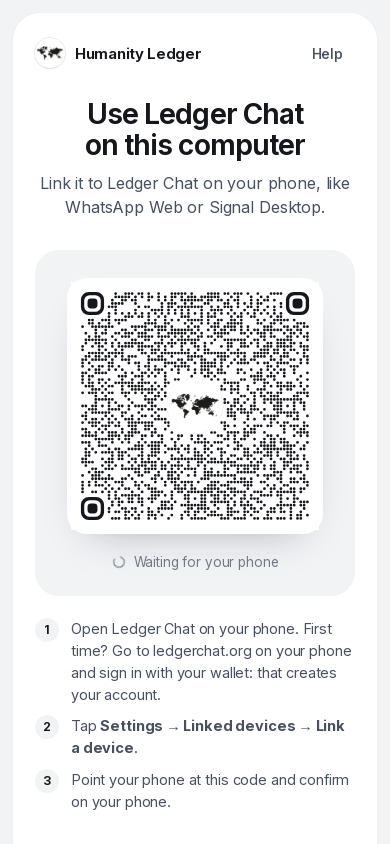 Humanity Ledger
Help
Use Ledger Chat
on this computer
Link it to Ledger Chat on your phone, like
WhatsApp Web or Signal Desktop.
Waiting for your phone
1 Open Ledger Chat on your phone. First
time? Go to ledgerchat.org on your phone
and sign in with your wallet: that creates
your account.
2 Tap Settings → Linked devices → Link
a device.
3 Point your phone at this code and confirm
on your phone.